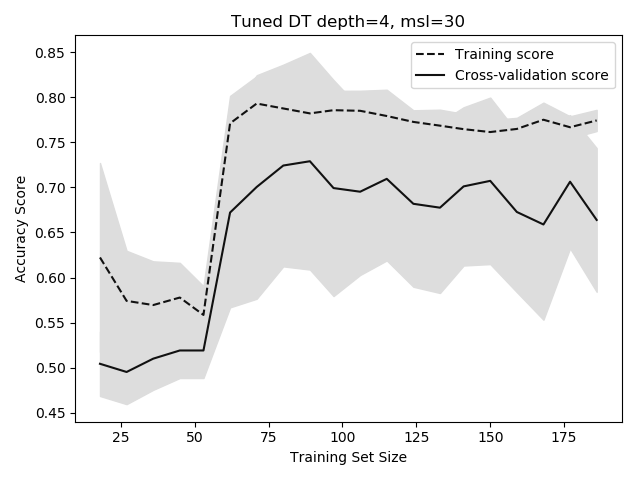 Tuned DT depth=4, msl=30
Training score
Cross-validation score
0.85
0.80
0.75
0.70
0.65
0.60
0.55
0.50
0.45
Accuracy Score
25 50 75 100 125 150 175
Training Set Size